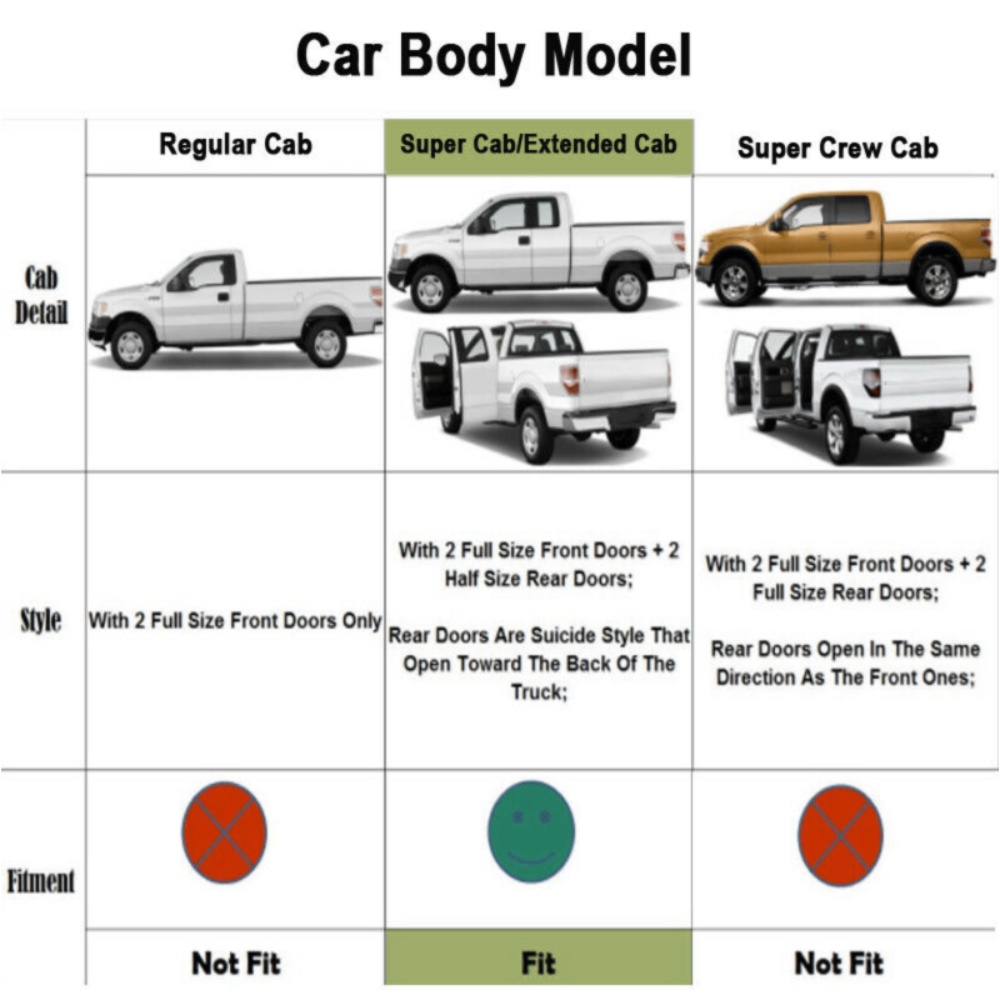 Car Body Model
Regular Cab
Super Cab/Extended Cab
Super Crew Cab
Cab
Detail
Style
With 2 Full Size Front Doors Only
With 2 Full Size Front Doors + 2
Half Size Rear Doors;
Rear Doors Are Suicide Style That
Open Toward The Back Of The
Truck;
With 2 Full Size Front Doors + 2
Full Size Rear Doors;
Rear Doors Open In The Same
Direction As The Front Ones;
Fitment
Not Fit
Fit
Not Fit